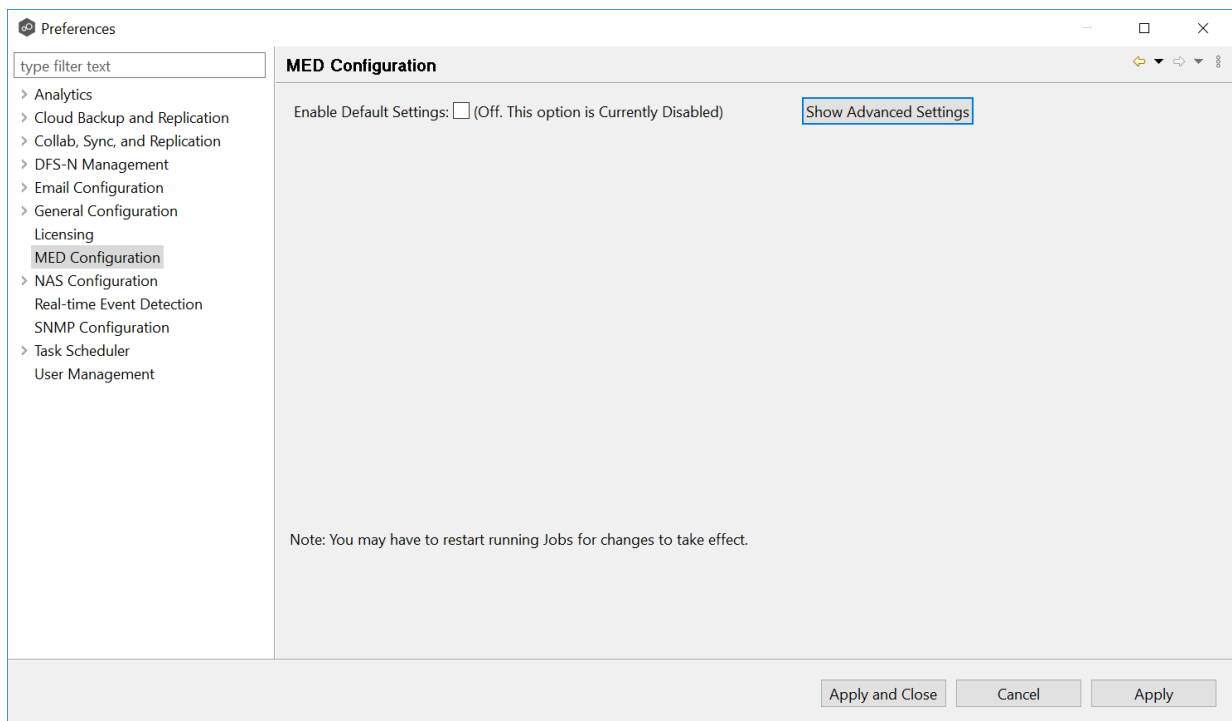 Preferences
type filter text
Analytics
Cloud Backup and Replication
Collab, Sync, and Replication
DFS-N Management
Email Configuration
General Configuration
Licensing
MED Configuration
NAS Configuration
Real-time Event Detection
SNMP Configuration
Task Scheduler
User Management
MED Configuration
Enable Default Settings: (Off. This option is Currently Disabled) Show Advanced Settings
Note: You may have to restart running Jobs for changes to take effect.
Apply and Close Cancel Apply